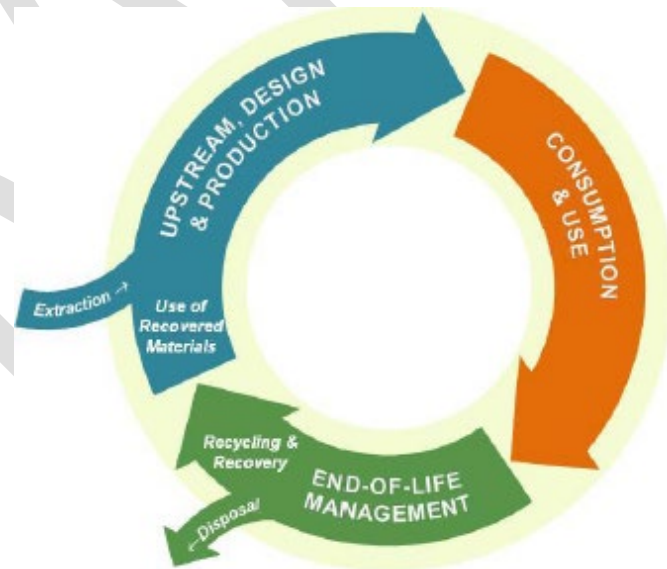 UPSTREAM, DESIGN
& PRODUCTION
CONSUMPTION
& USE
Extraction →
Use of
Recovered
Materials
Recycling &
Recovery
END-OF-LIFE
MANAGEMENT
←Disposal